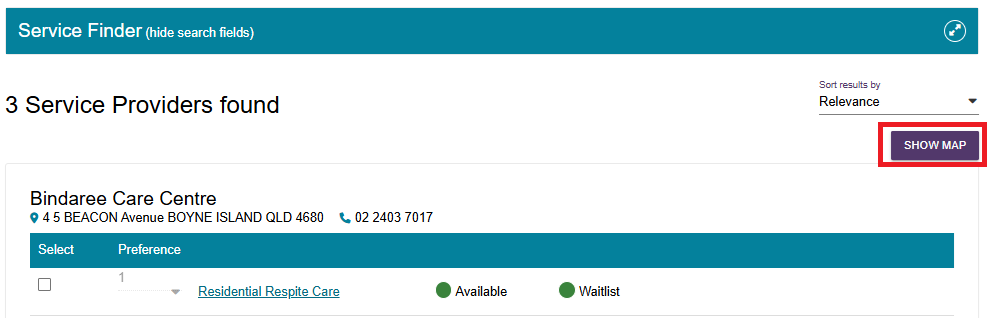 Service Finder (hide search fields)
3 Service Providers found
Sort results by
Relevance
SHOW MAP
Bindaree Care Centre
4 5 BEACON Avenue BOYNE ISLAND QLD 4680 02 2403 7017
Select Preference
1
Residential Respite Care Available Waitlist